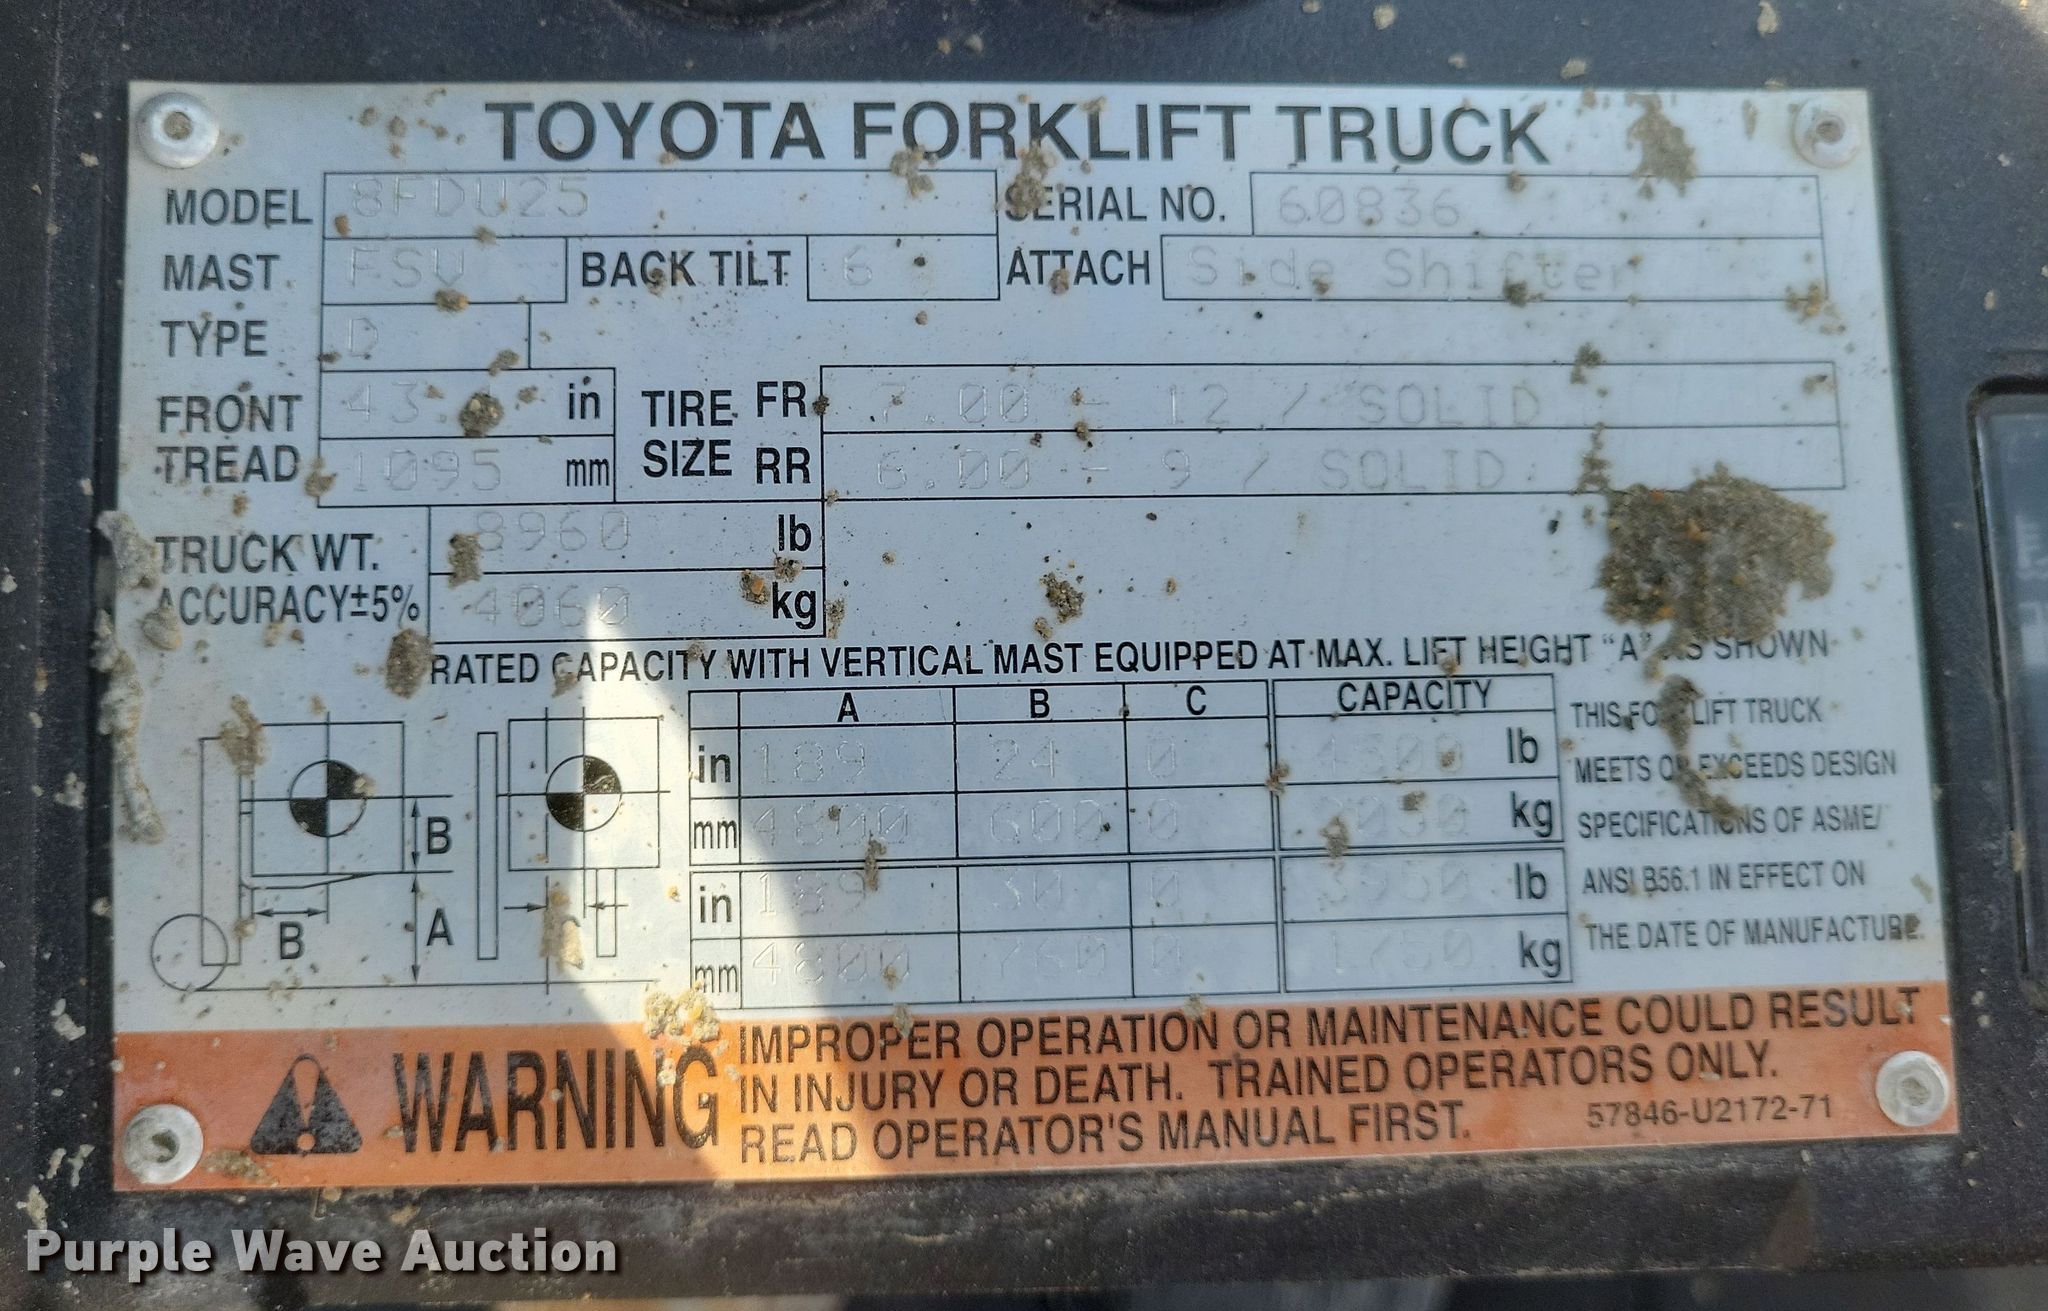 TOYOTA FORKLIFT TRUCK
MODEL 8FDU25 SERIAL NO. 60836
MAST FSV BACK TILT 6 ATTACH Side Shifter
TYPE D
FRONT TREAD 43. in TIRE SIZE FR 7.00 - 12 / SOLID
1095 mm RR 6.00 - 9 / SOLID
TRUCK WT. 8960 lb
ACCURACY±5% 4060 kg
RATED CAPACITY WITH VERTICAL MAST EQUIPPED AT MAX. LIFT HEIGHT "A" AS SHOWN
A B C CAPACITY
in 189 24 0 4500 lb
mm 4800 600 0 2050 kg
in 189 30 0 3950 lb
mm 4800 760 0 1750 kg
B
B
A
C
THIS FORKLIFT TRUCK
MEETS OR EXCEEDS DESIGN
SPECIFICATIONS OF ASME/
ANSI B56.1 IN EFFECT ON
THE DATE OF MANUFACTURE.
WARNING
IMPROPER OPERATION OR MAINTENANCE COULD RESULT
IN INJURY OR DEATH. TRAINED OPERATORS ONLY.
READ OPERATOR'S MANUAL FIRST. 57846-U2172-71
Purple Wave Auction